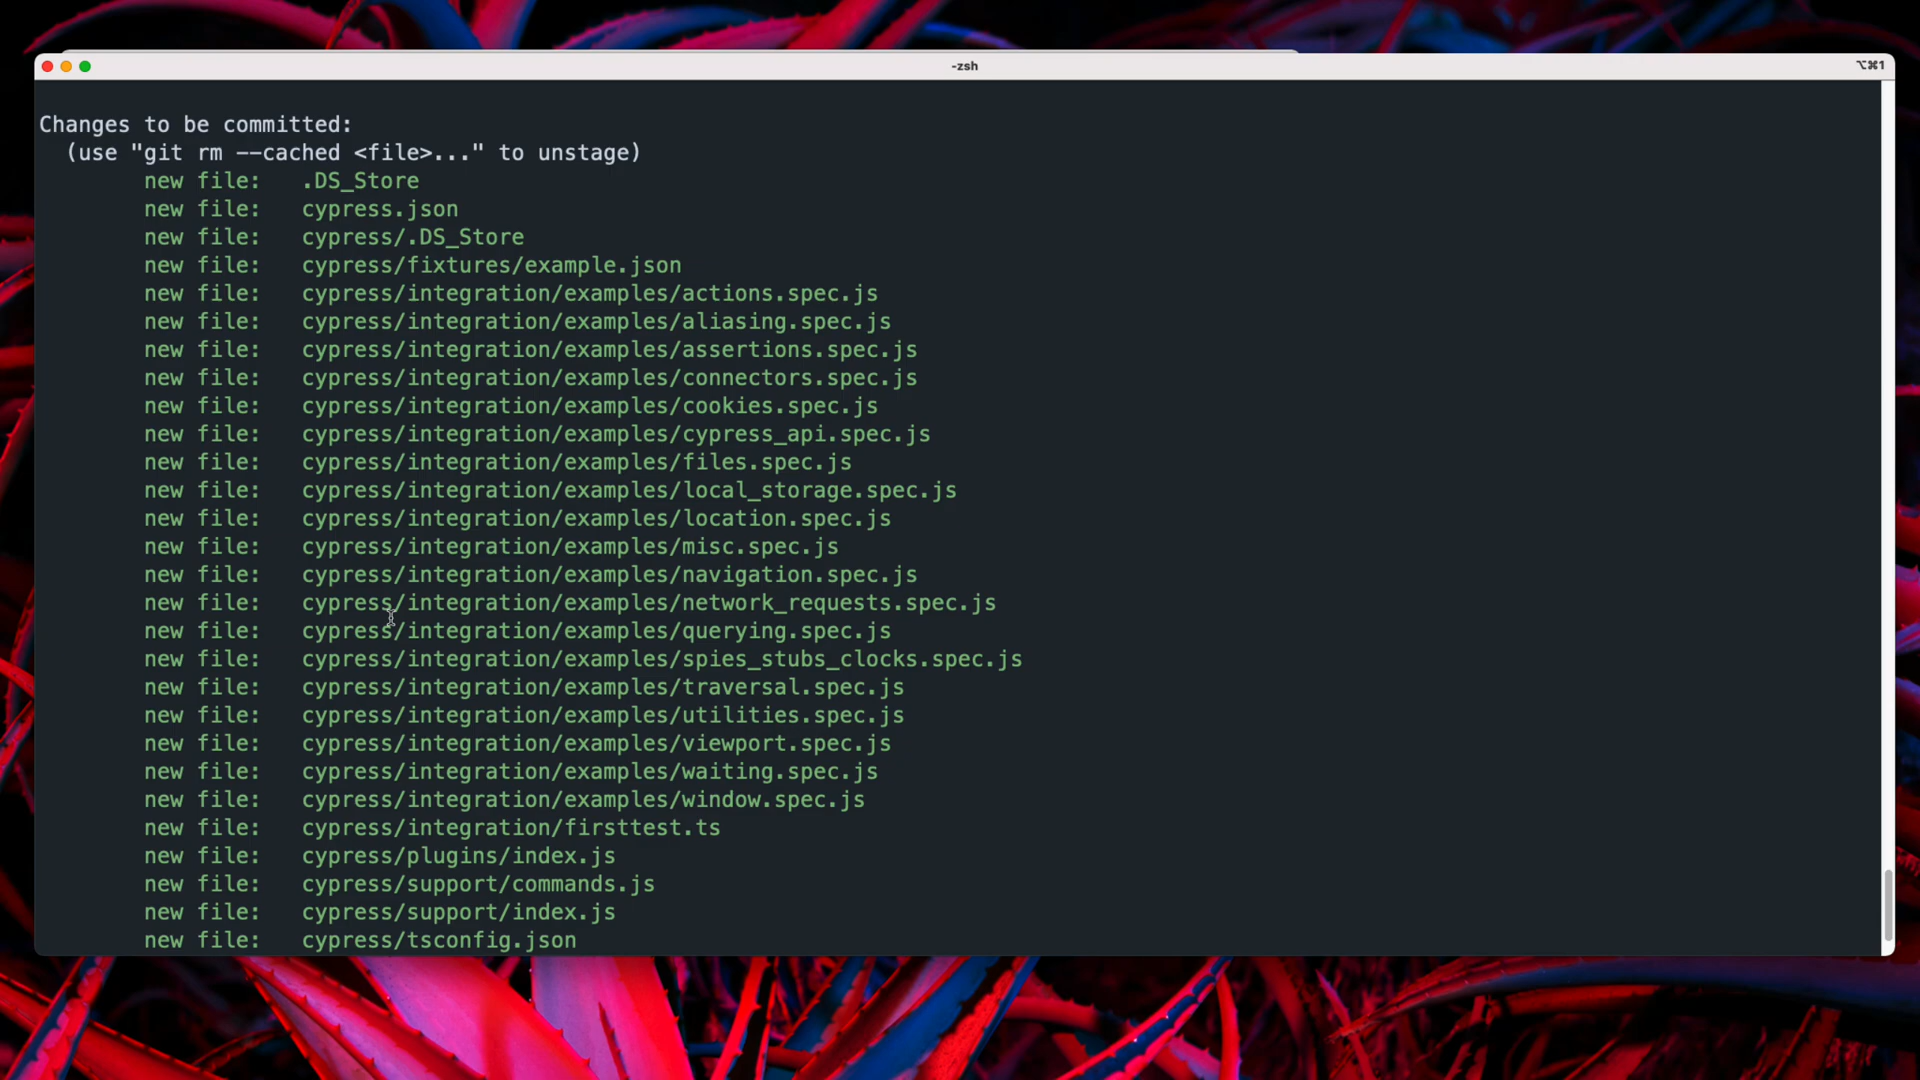 -zsh
⌥⌘1
Changes to be committed:
  (use "git rm --cached <file>..." to unstage)
        new file:   .DS_Store
        new file:   cypress.json
        new file:   cypress/.DS_Store
        new file:   cypress/fixtures/example.json
        new file:   cypress/integration/examples/actions.spec.js
        new file:   cypress/integration/examples/aliasing.spec.js
        new file:   cypress/integration/examples/assertions.spec.js
        new file:   cypress/integration/examples/connectors.spec.js
        new file:   cypress/integration/examples/cookies.spec.js
        new file:   cypress/integration/examples/cypress_api.spec.js
        new file:   cypress/integration/examples/files.spec.js
        new file:   cypress/integration/examples/local_storage.spec.js
        new file:   cypress/integration/examples/location.spec.js
        new file:   cypress/integration/examples/misc.spec.js
        new file:   cypress/integration/examples/navigation.spec.js
        new file:   cypress/integration/examples/network_requests.spec.js
        new file:   cypress/integration/examples/querying.spec.js
        new file:   cypress/integration/examples/spies_stubs_clocks.spec.js
        new file:   cypress/integration/examples/traversal.spec.js
        new file:   cypress/integration/examples/utilities.spec.js
        new file:   cypress/integration/examples/viewport.spec.js
        new file:   cypress/integration/examples/waiting.spec.js
        new file:   cypress/integration/examples/window.spec.js
        new file:   cypress/integration/firsttest.ts
        new file:   cypress/plugins/index.js
        new file:   cypress/support/commands.js
        new file:   cypress/support/index.js
        new file:   cypress/tsconfig.json